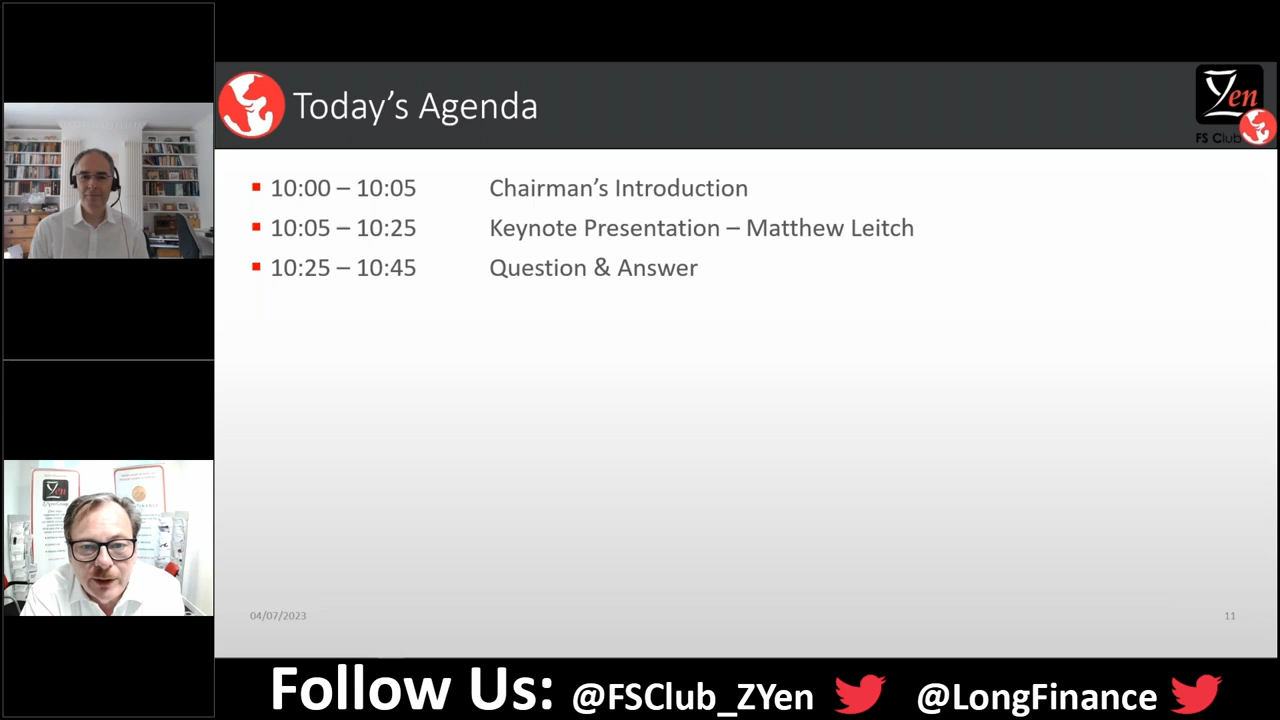 Today's Agenda
Zen
FS Club
▪ 10:00 – 10:05 Chairman's Introduction
▪ 10:05 – 10:25 Keynote Presentation – Matthew Leitch
▪ 10:25 – 10:45 Question & Answer
Yen
04/07/2023
11
Follow Us: @FSClub_ZYen @LongFinance